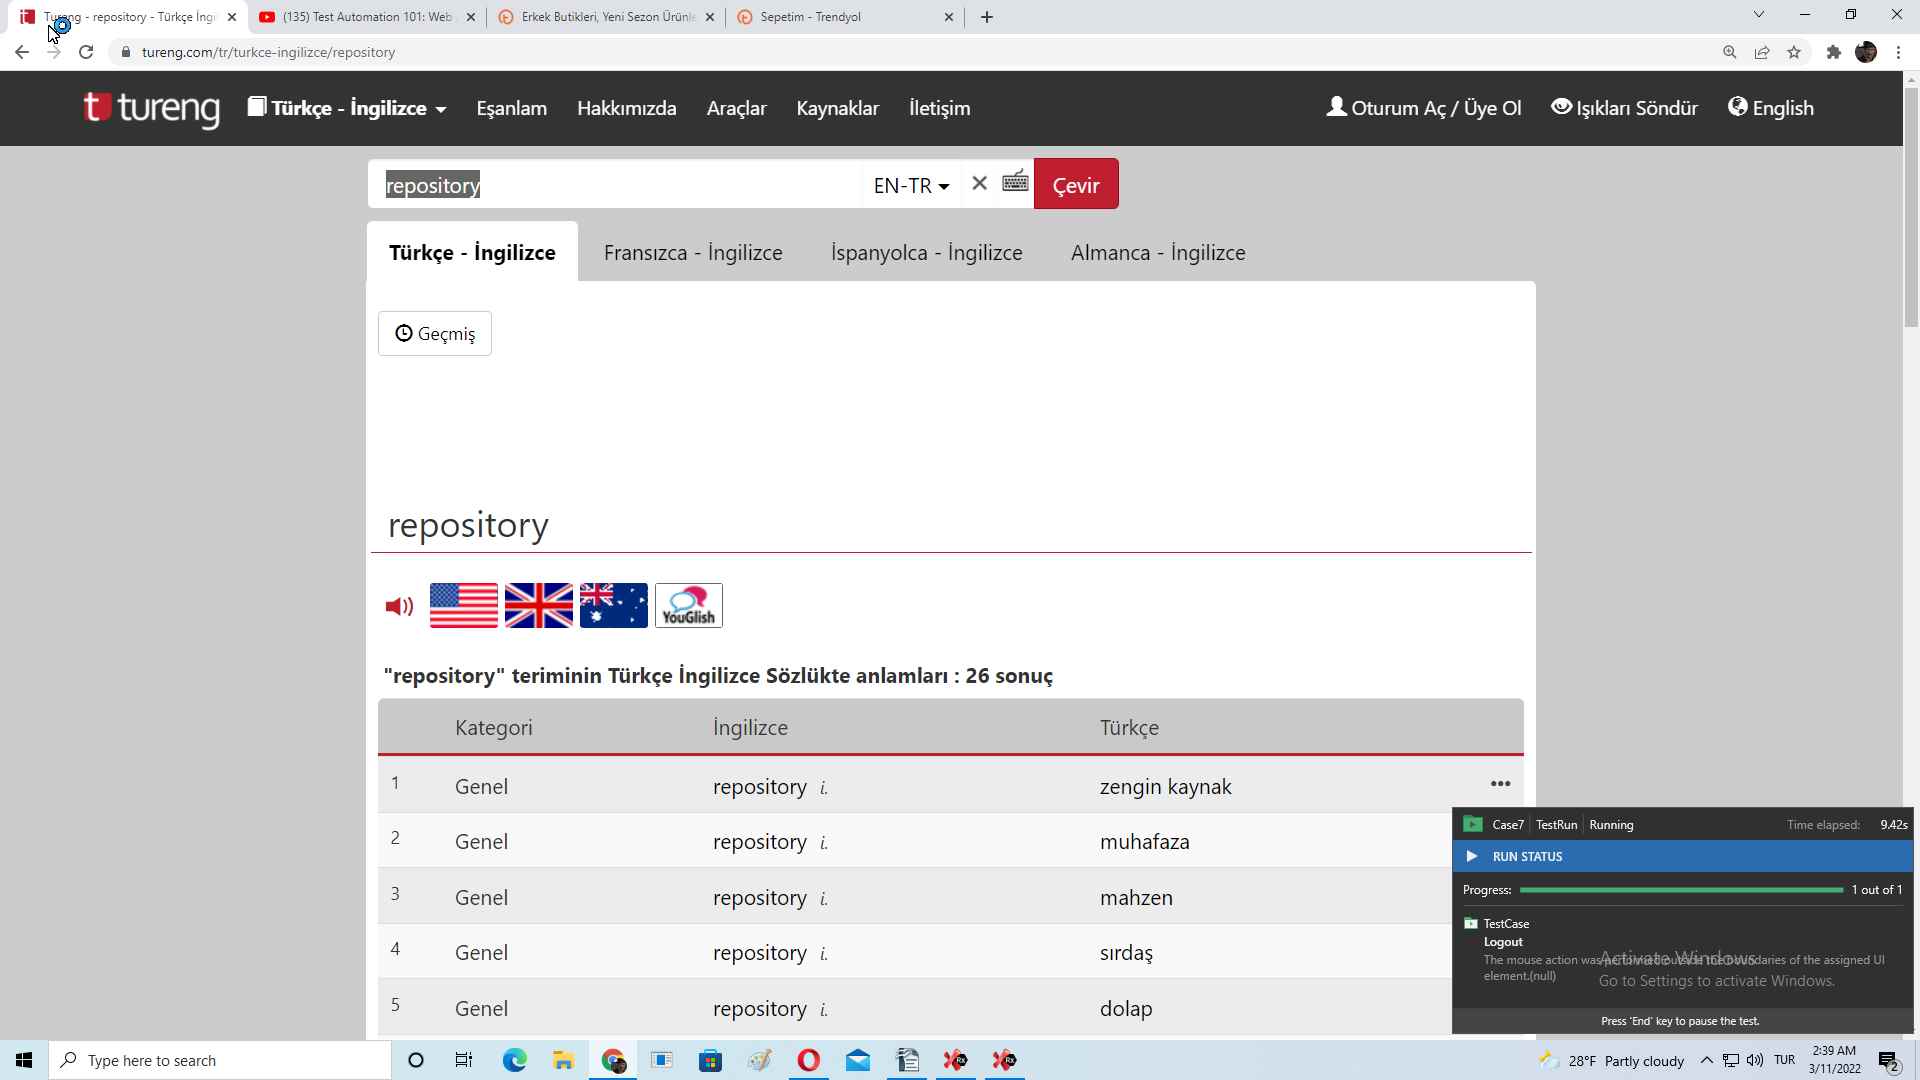 Tureng - repository - Türkçe İngi
(135) Test Automation 101: Web
Erkek Butikleri, Yeni Sezon Ürünle
Sepetim - Trendyol
tureng.com/tr/turkce-ingilizce/repository
tureng
Türkçe - İngilizce
Eşanlam
Hakkımızda
Araçlar
Kaynaklar
İletişim
Oturum Aç / Üye Ol
Işıkları Söndür
English
repository
EN-TR
Çevir
Türkçe - İngilizce
Fransızca - İngilizce
İspanyolca - İngilizce
Almanca - İngilizce
Geçmiş
repository
YouGlish
"repository" teriminin Türkçe İngilizce Sözlükte anlamları : 26 sonuç
Kategori İngilizce Türkçe
1 Genel repository i. zengin kaynak
2 Genel repository i. muhafaza
3 Genel repository i. mahzen
4 Genel repository i. sırdaş
5 Genel repository i. dolap
Case7 TestRun Running Time elapsed: 9.42s
RUN STATUS
Progress: 1 out of 1
TestCase
Logout
The mouse action was performed outside the boundaries of the assigned UI
element.(null)
Activate Windows
Go to Settings to activate Windows.
Press 'End' key to pause the test.
Type here to search
28°F Partly cloudy
TUR
2:39 AM
3/11/2022
2